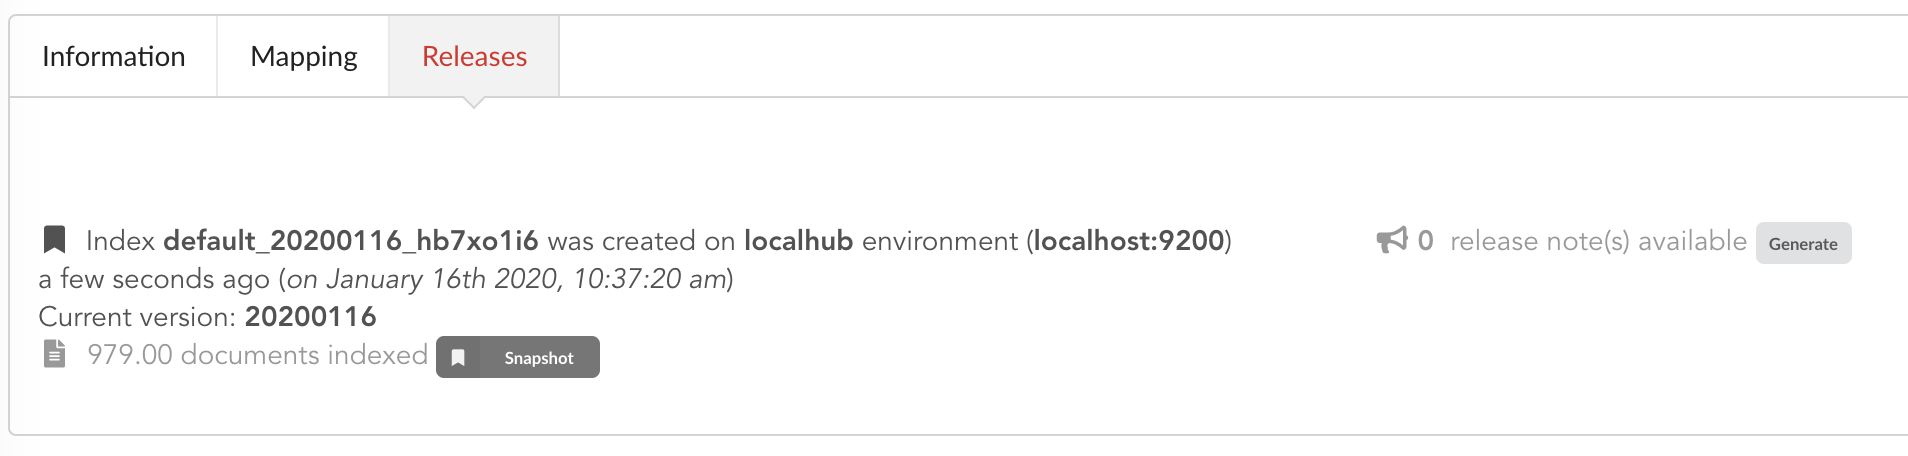 Information Mapping Releases
Index default_20200116_hb7xo1i6 was created on localhub environment (localhost:9200)
a few seconds ago (on January 16th 2020, 10:37:20 am)
Current version: 20200116
979.00 documents indexed Snapshot
0 release note(s) available Generate